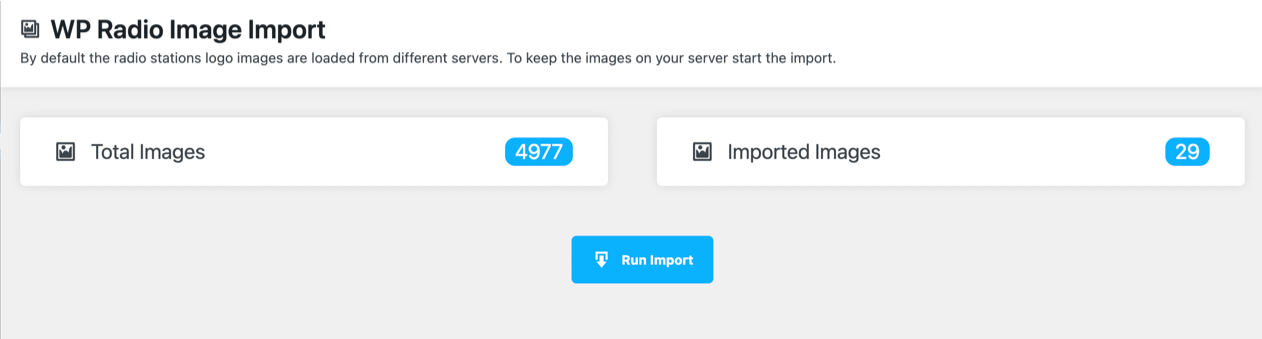 WP Radio Image Import
By default the radio stations logo images are loaded from different servers. To keep the images on your server start the import.
Total Images 4977
Imported Images 29
Run Import